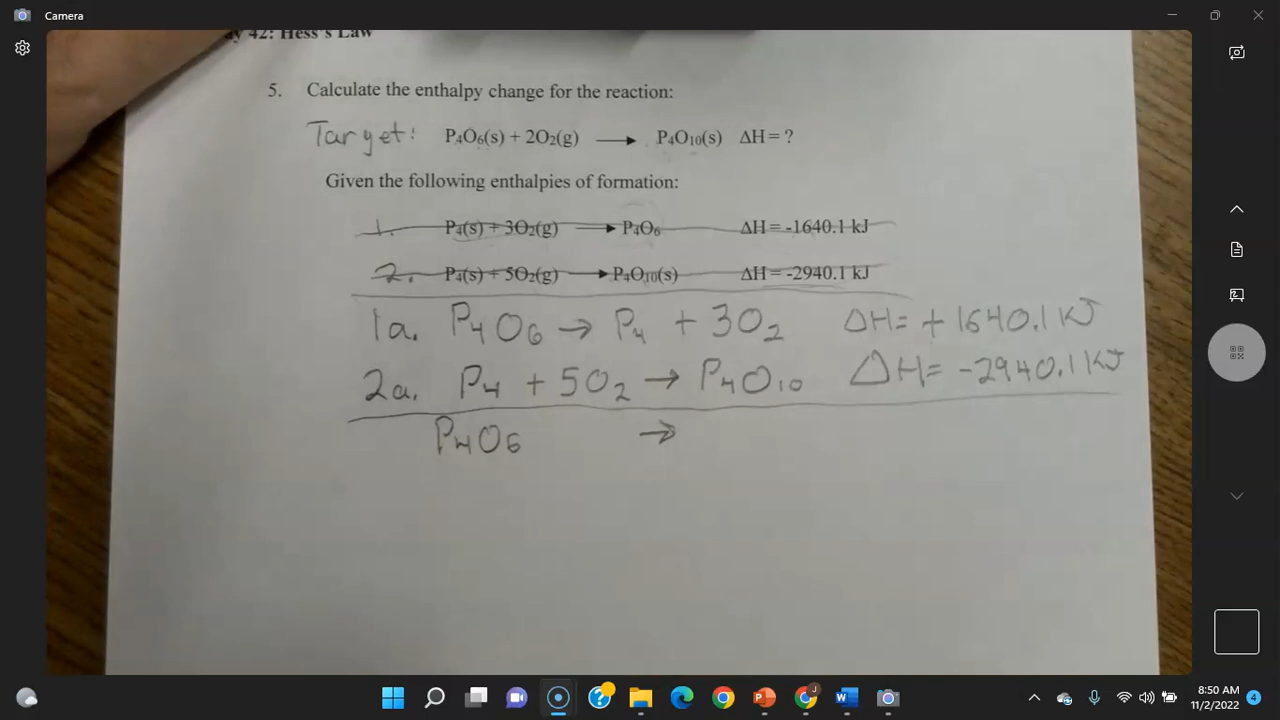 Camera
ay 42: Hess's Law
5. Calculate the enthalpy change for the reaction:
Target: P₄O₆(s) + 2O₂(g) → P₄O₁₀(s) ΔH = ?
Given the following enthalpies of formation:
1. P₄(s) + 3O₂(g) → P₄O₆ ΔH = -1640.1 kJ
2. P₄(s) + 5O₂(g) → P₄O₁₀(s) ΔH = -2940.1 kJ
1a. P₄O₆ → P₄ + 3O₂ ΔH= +1640.1 KJ
2a. P₄ + 5O₂ → P₄O₁₀ ΔH= -2940.1 KJ
P₄O₆ →
8:50 AM
11/2/2022
4